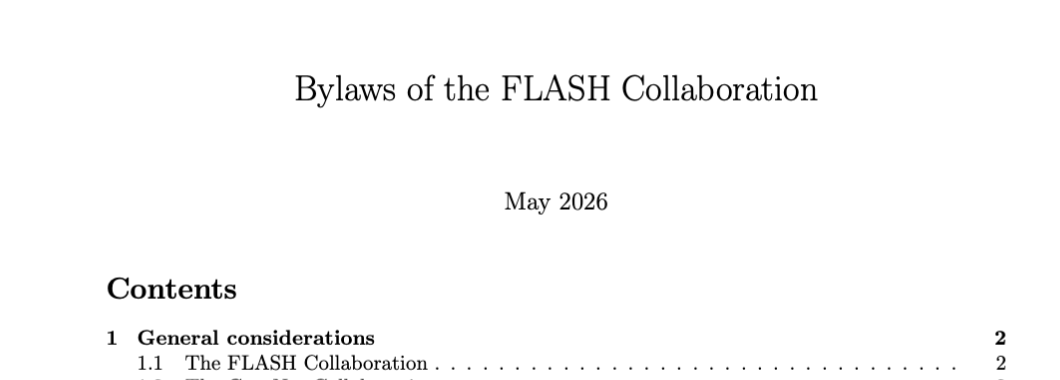 Bylaws of the FLASH Collaboration
May 2026
Contents
1 General considerations 2
1.1 The FLASH Collaboration . . . . . . . . . . . . . . . . . . . . . . . . . . . . 2